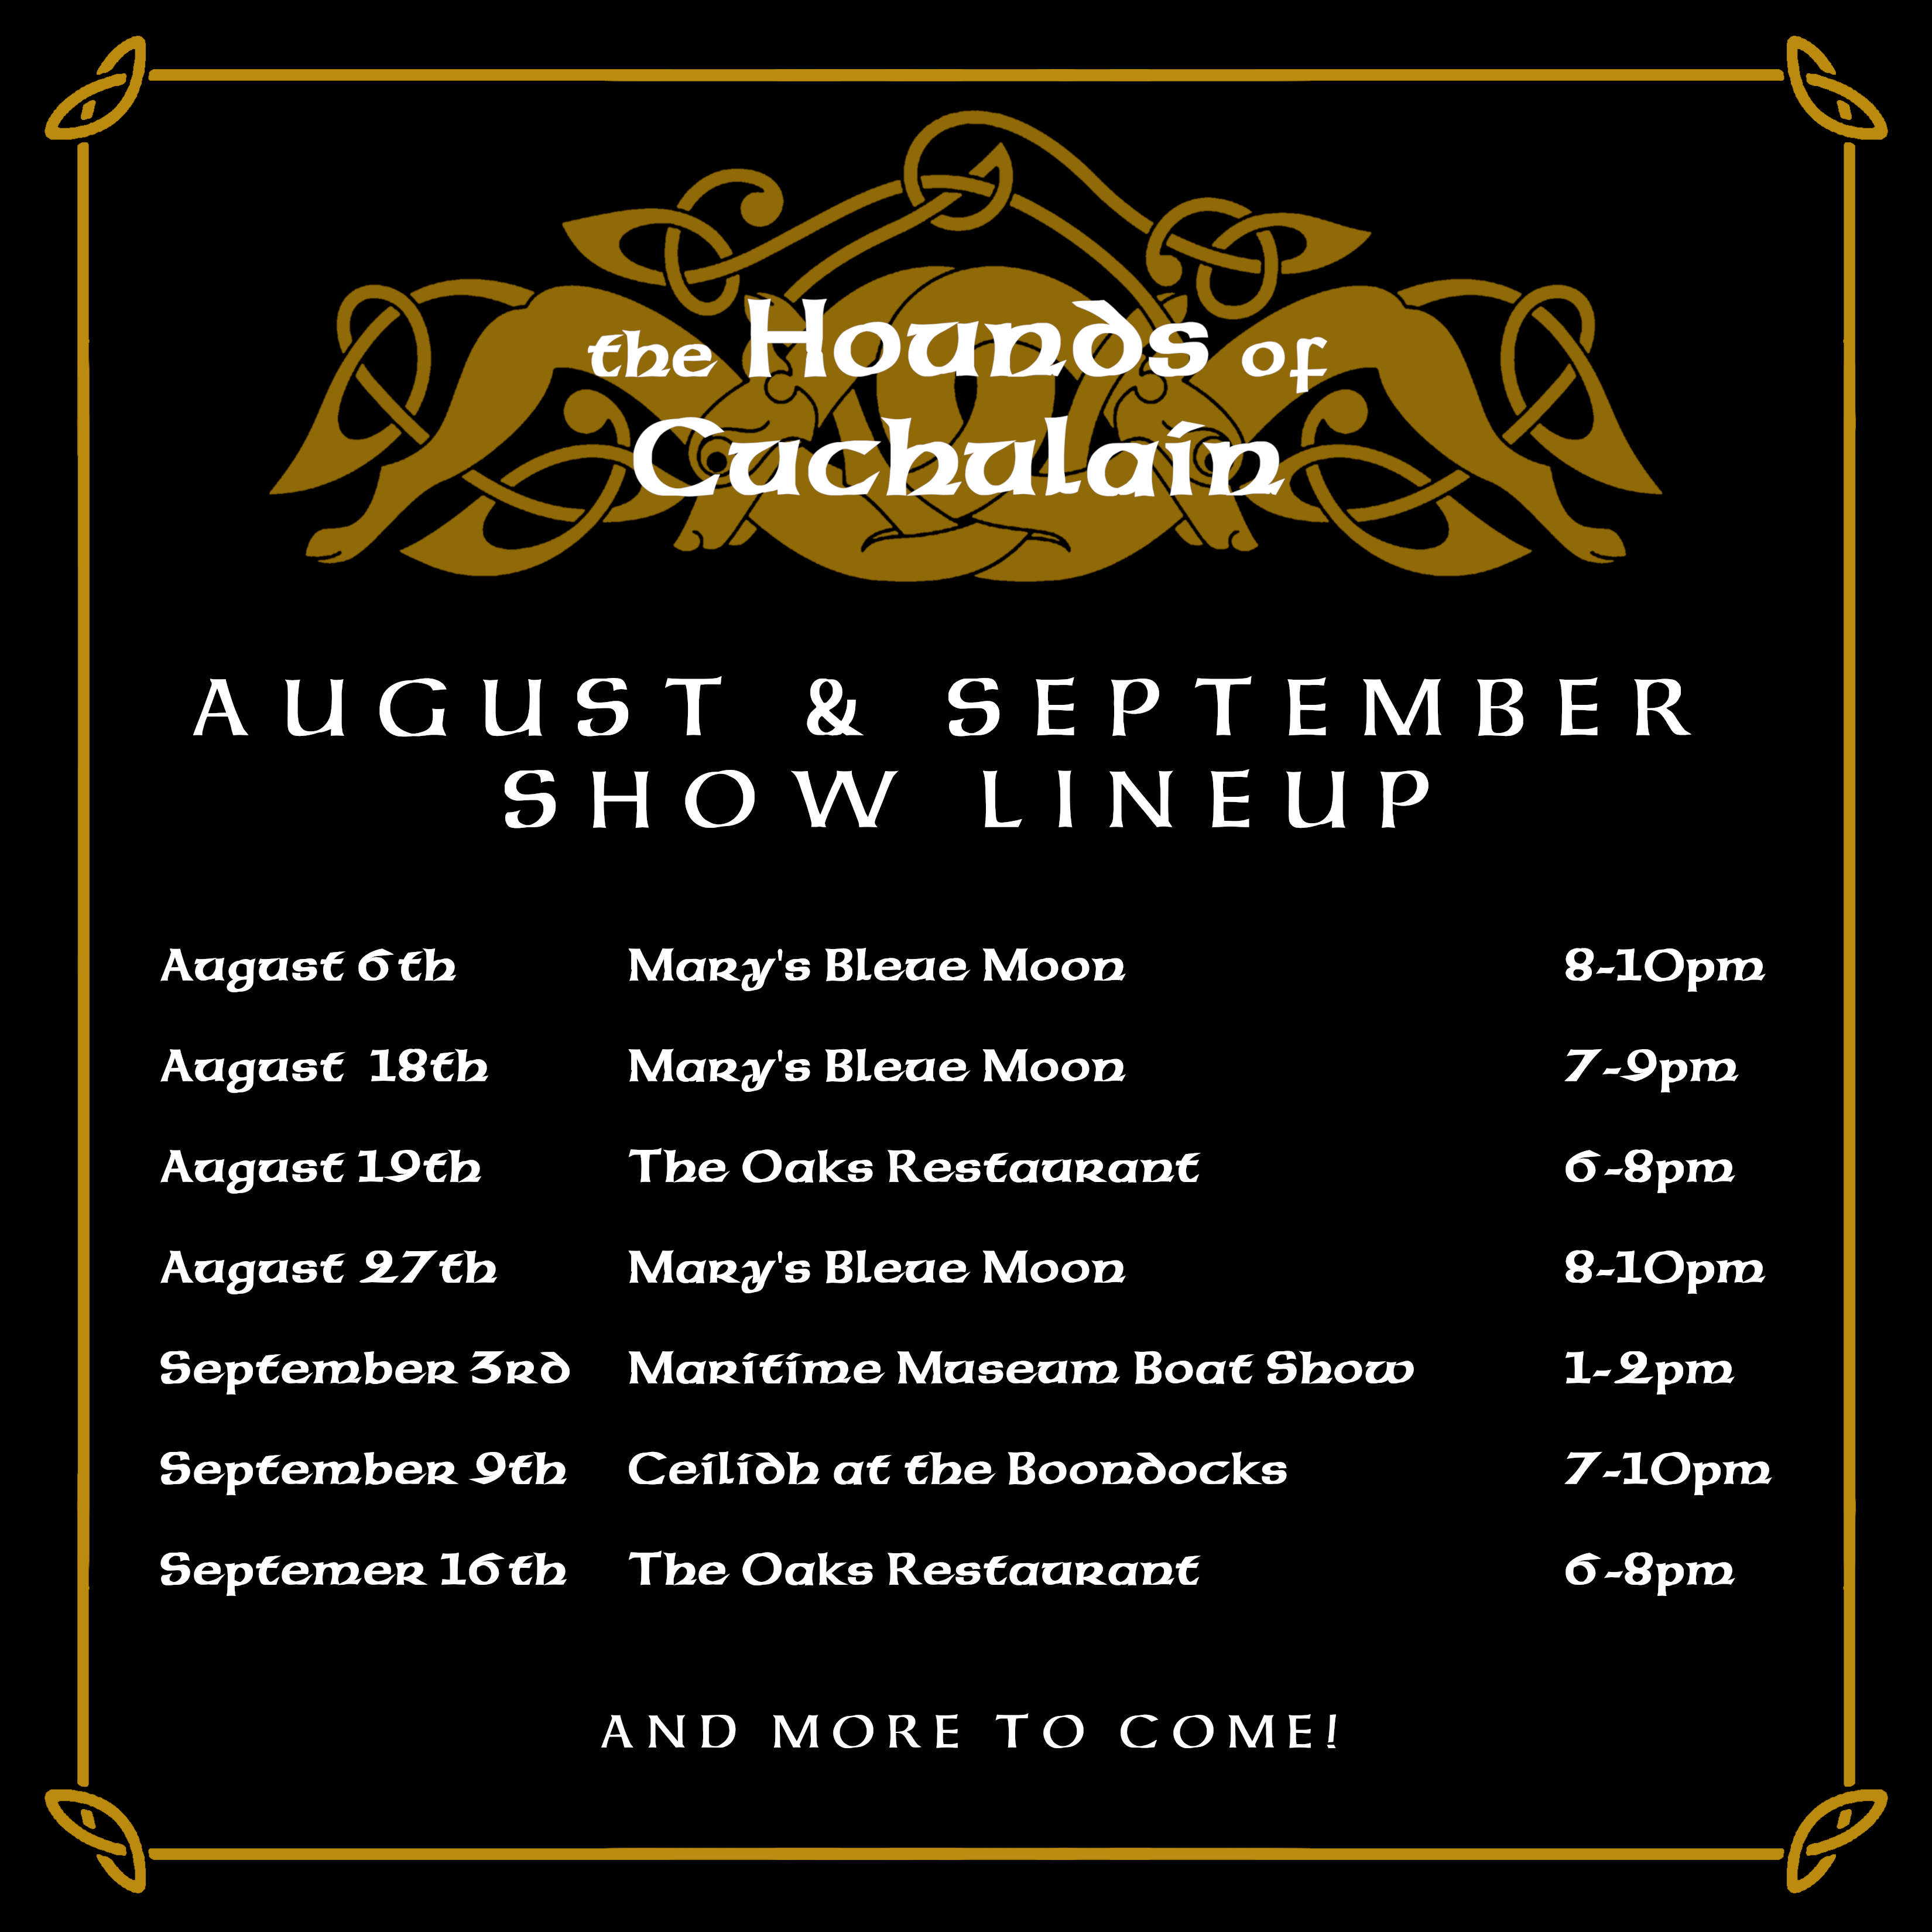 the Hounds of
Cuchulain
AUGUST & SEPTEMBER
SHOW LINEUP
August 6th Mary's Bleue Moon 8-10pm
August 18th Mary's Bleue Moon 7-9pm
August 19th The Oaks Restaurant 6-8pm
August 27th Mary's Bleue Moon 8-10pm
September 3rd Maritime Museum Boat Show 1-2pm
September 9th Ceilidh at the Boondocks 7-10pm
Septemer 16th The Oaks Restaurant 6-8pm
AND MORE TO COME!